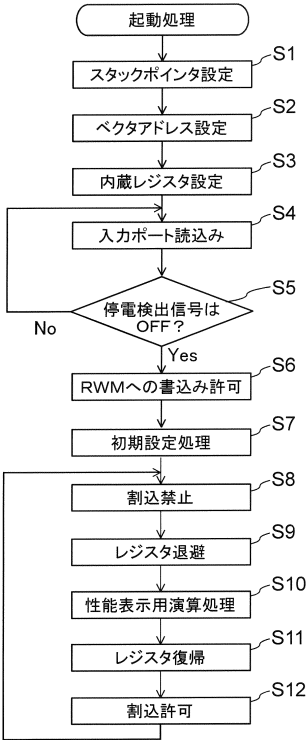 起動処理
S1
スタックポインタ設定
S2
ベクタアドレス設定
S3
内蔵レジスタ設定
S4
入力ポート読込み
S5
停電検出信号は
OFF？
No
Yes
S6
RWMへの書込み許可
S7
初期設定処理
S8
割込禁止
S9
レジスタ退避
S10
性能表示用演算処理
S11
レジスタ復帰
S12
割込許可